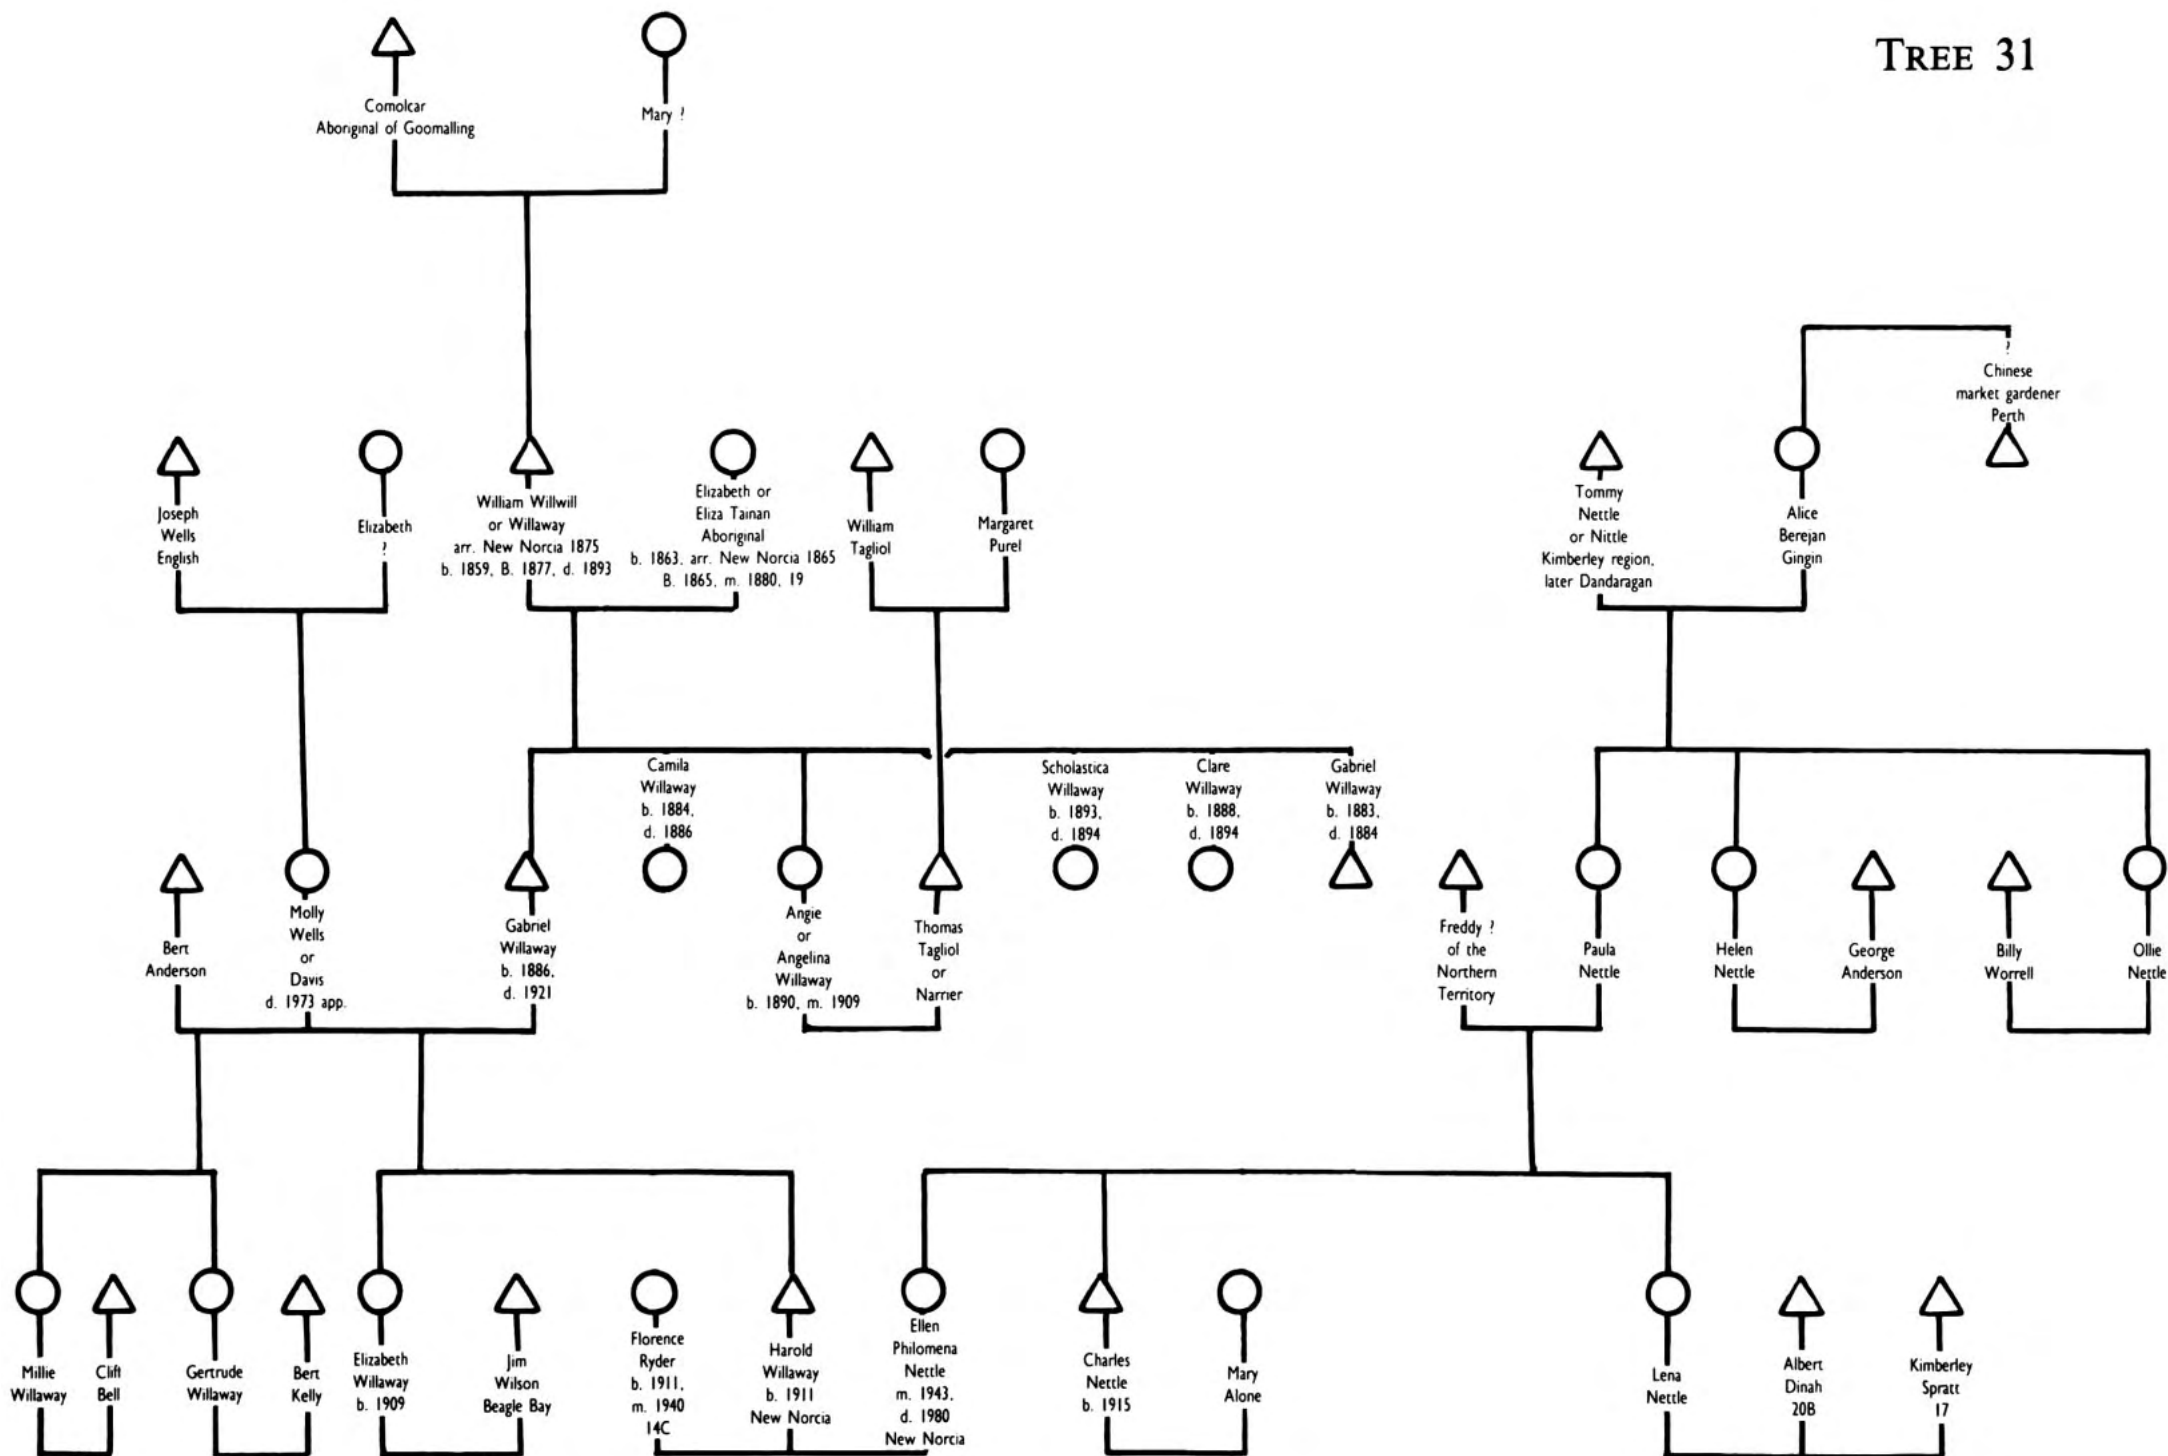 TREE 31
Comolcar
Aboriginal of Goomalling
Mary ?
?
Chinese
market gardener
Perth
Joseph
Wells
English
Elizabeth
?
William Willwill
or Willaway
arr. New Norcia 1875
b. 1859, B. 1877, d. 1893
Elizabeth or
Eliza Tainan
Aboriginal
b. 1863, arr. New Norcia 1865
B. 1865, m. 1880, 19
William
Tagliol
Margaret
Purel
Tommy
Nettle
or Nittle
Kimberley region,
later Dandaragan
Alice
Berejan
Gingin
Camila
Willaway
b. 1884,
d. 1886
Scholastica
Willaway
b. 1893,
d. 1894
Clare
Willaway
b. 1888,
d. 1894
Gabriel
Willaway
b. 1883,
d. 1884
Bert
Anderson
Molly
Wells
or
Davis
d. 1973 app.
Gabriel
Willaway
b. 1886,
d. 1921
Angie
or
Angelina
Willaway
b. 1890, m. 1909
Thomas
Tagliol
or
Narrier
Freddy ?
of the
Northern
Territory
Paula
Nettle
Helen
Nettle
George
Anderson
Billy
Worrell
Ollie
Nettle
Millie
Willaway
Clift
Bell
Gertrude
Willaway
Bert
Kelly
Elizabeth
Willaway
b. 1909
Jim
Wilson
Beagle Bay
Florence
Ryder
b. 1911,
m. 1940
14C
Harold
Willaway
b. 1911
New Norcia
Ellen
Philomena
Nettle
m. 1943,
d. 1980
New Norcia
Charles
Nettle
b. 1915
Mary
Alone
Lena
Nettle
Albert
Dinah
20B
Kimberley
Spratt
17